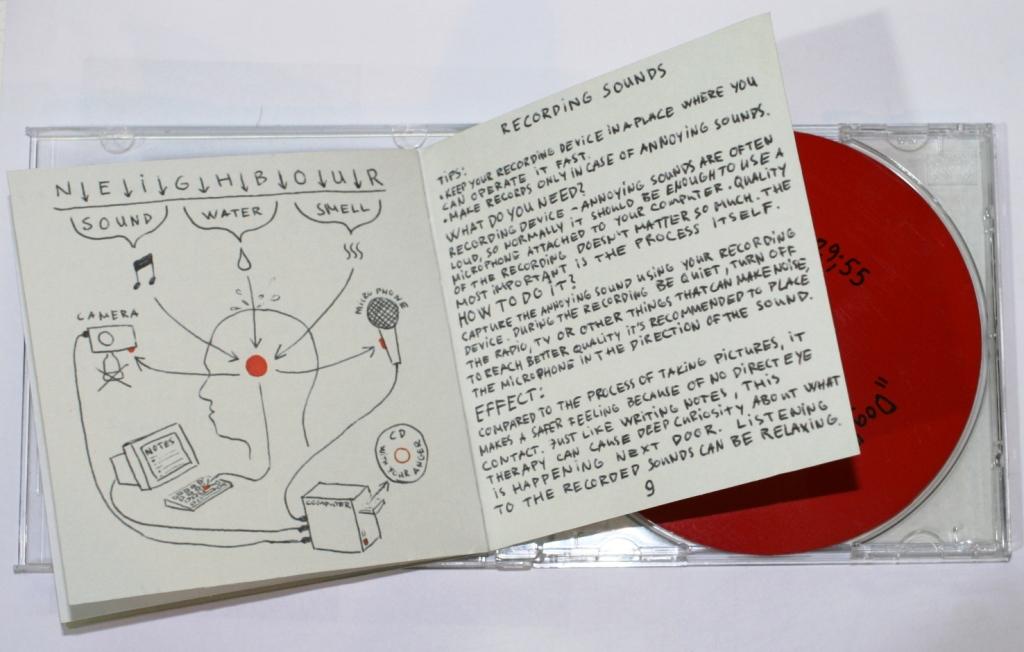 NEIGHBOUR
SOUND WATER SMELL
CAMERA
MICROPHONE
NOTES
CD
WITH YOUR ANGER
COMPUTER
RECORDING SOUNDS
TIPS:
• KEEP YOUR RECORDING DEVICE IN A PLACE WHERE YOU
CAN OPERATE IT FAST.
• MAKE RECORDS ONLY IN CASE OF ANNOYING SOUNDS.
WHAT DO YOU NEED?
RECORDING DEVICE - ANNOYING SOUNDS ARE OFTEN
LOUD, SO NORMALLY IT SHOULD BE ENOUGH TO USE A
MICROPHONE ATTACHED TO YOUR COMPUTER. QUALITY
OF THE RECORDING DOESN'T MATTER SO MUCH. THE
MOST IMPORTANT IS THE PROCESS ITSELF.
HOW TO DO IT?
CAPTURE THE ANNOYING SOUND USING YOUR RECORDING
DEVICE. DURING THE RECORDING BE QUIET, TURN OFF
THE RADIO, TV OR OTHER THINGS THAT CAN MAKE NOISE.
TO REACH BETTER QUALITY IT'S RECOMMENDED TO PLACE
THE MICROPHONE IN THE DIRECTION OF THE SOUND.
EFFECT:
COMPARED TO THE PROCESS OF TAKING PICTURES, IT
MAKES A SAFER FEELING BECAUSE OF NO DIRECT EYE
CONTACT. JUST LIKE WRITING NOTES, THIS
THERAPY CAN CAUSE DEEP CURIOSITY ABOUT WHAT
IS HAPPENING NEXT DOOR. LISTENING
TO THE RECORDED SOUNDS CAN BE RELAXING.
9
29:55